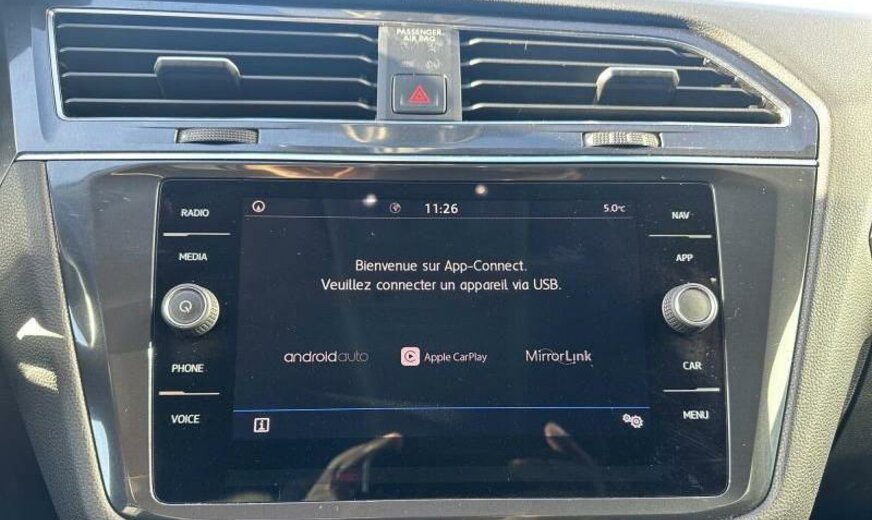 PASSENGER
AIR BAG
RADIO
MEDIA
PHONE
VOICE
11:26
5.0°C
Bienvenue sur App-Connect.
Veuillez connecter un appareil via USB.
androidauto
Apple CarPlay
MirrorLink
NAV
APP
CAR
MENU